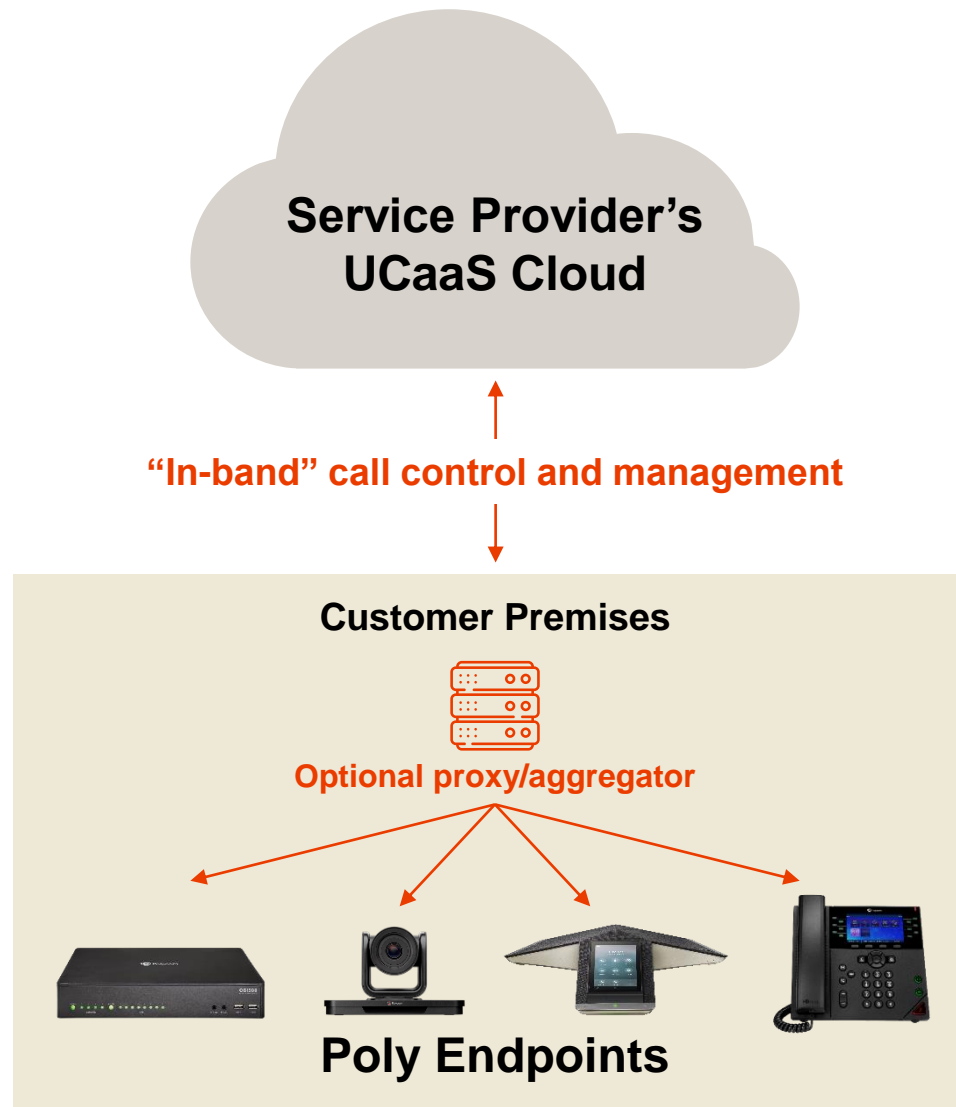 Service Provider’s
UCaaS Cloud
“In-band” call control and management
Customer Premises
Optional proxy/aggregator
Poly Endpoints